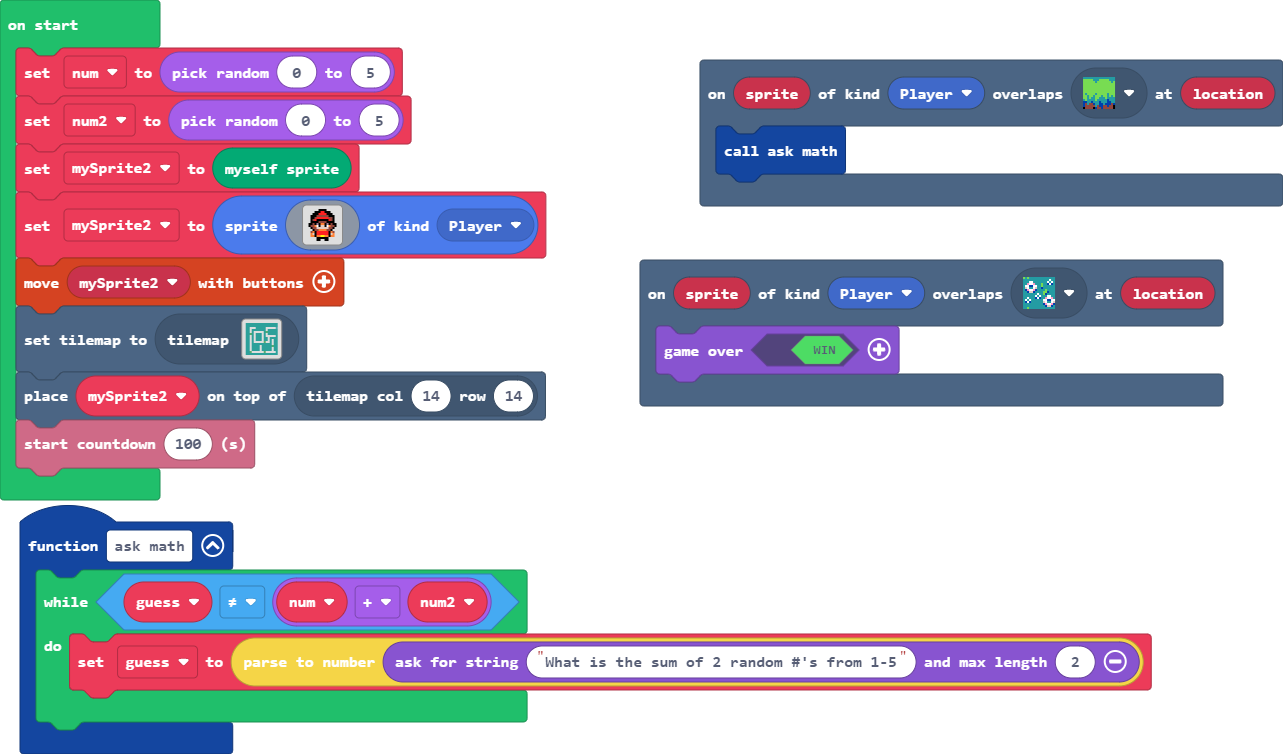 on start
set num to pick random 0 to 5
set num2 to pick random 0 to 5
set mySprite2 to myself sprite
set mySprite2 to sprite of kind Player
move mySprite2 with buttons
set tilemap to tilemap
place mySprite2 on top of tilemap col 14 row 14
start countdown 100 (s)
on sprite of kind Player overlaps at location
call ask math
on sprite of kind Player overlaps at location
game over WIN
function ask math
while guess ≠ num + num2
do
set guess to parse to number ask for string "What is the sum of 2 random #'s from 1-5" and max length 2